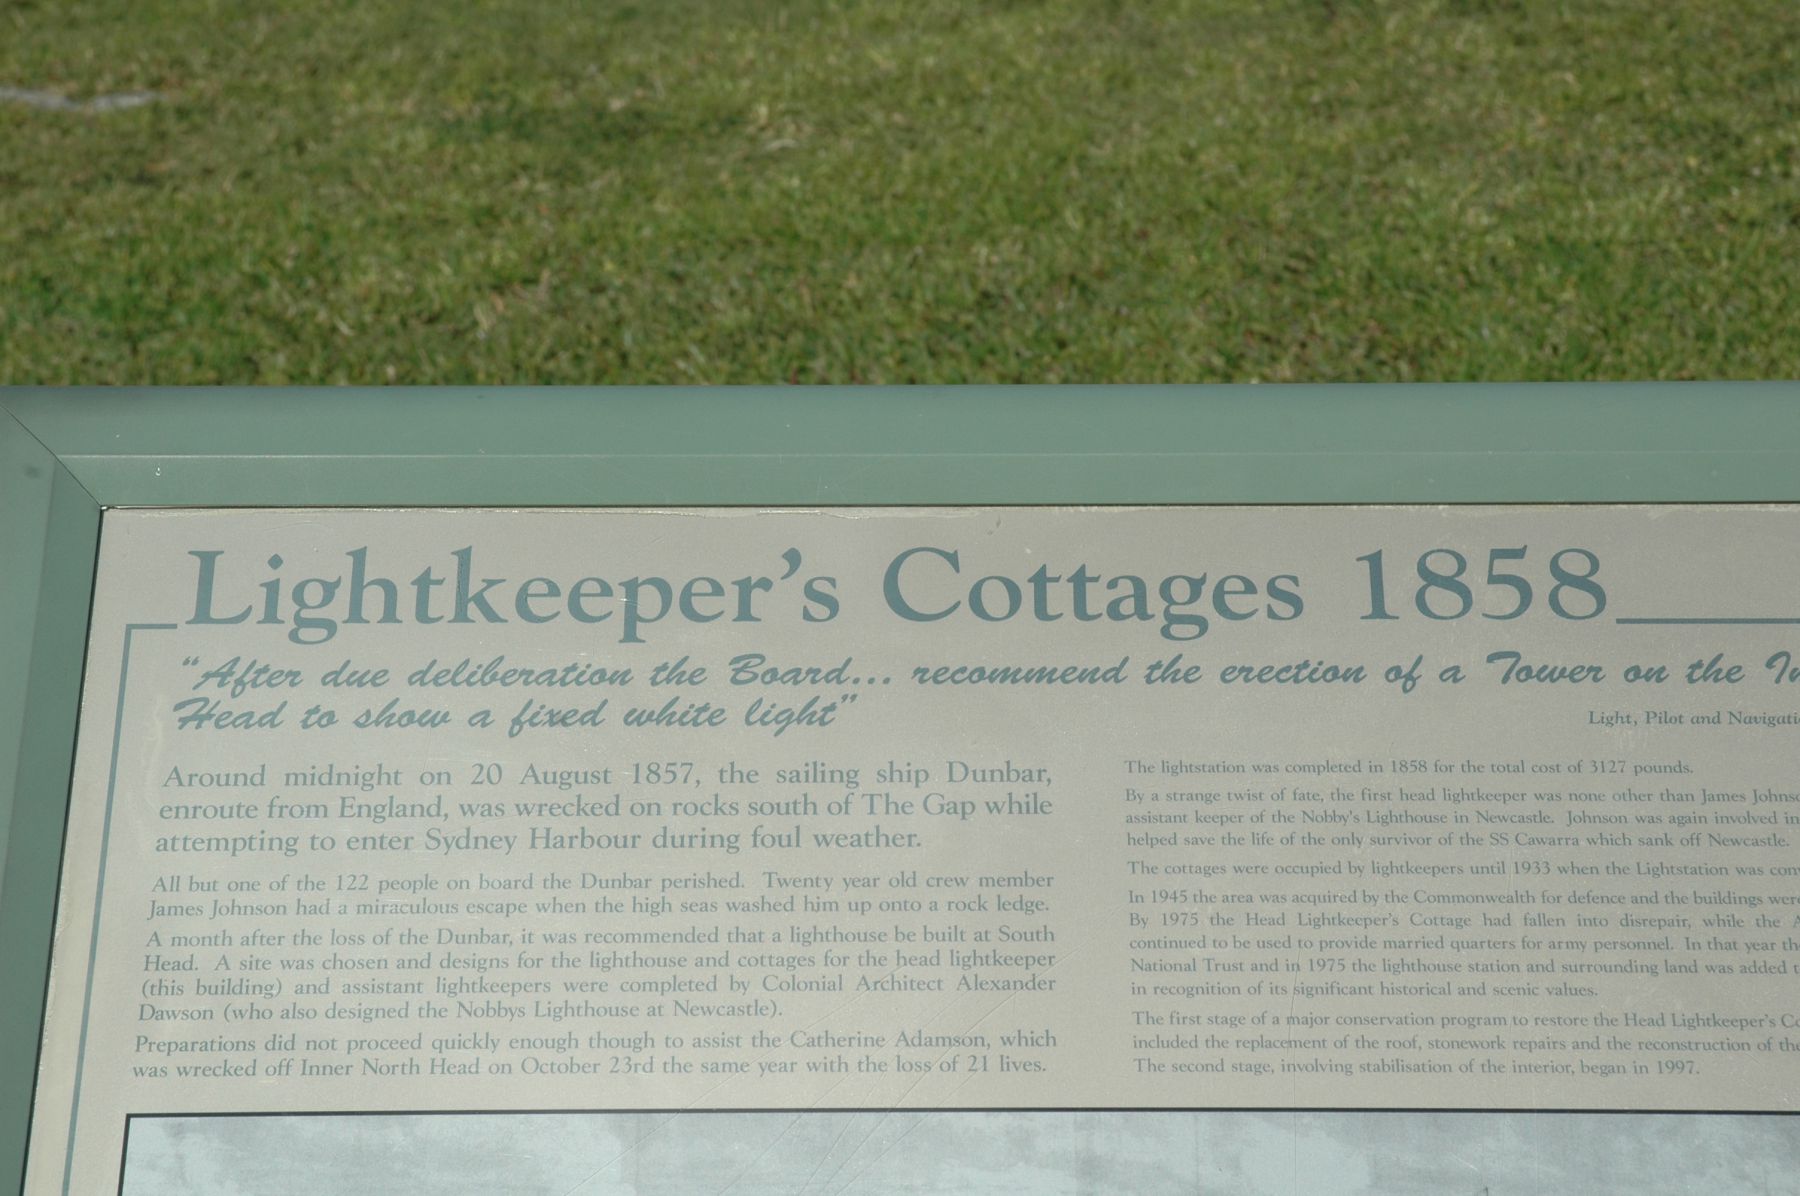 Lightkeeper's Cottages 1858
"After due deliberation the Board... recommend the erection of a Tower on the
Head to show a fixed white light"
Light, Pilot and
Around midnight on 20 August 1857, the sailing ship Dunbar,
enroute from England, was wrecked on rocks south of The Gap while
attempting to enter Sydney Harbour during foul weather.
All but one of the 122 people on board the Dunbar perished. Twenty year old crew member
James Johnson had a miraculous escape when the high seas washed him up onto a rock ledge.
A month after the loss of the Dunbar, it was recommended that a lighthouse be built at South
Head. A site was chosen and designs for the lighthouse and cottages for the head lightkeeper
(this building) and assistant lightkeepers were completed by Colonial Architect Alexander
Dawson (who also designed the Nobbys Lighthouse at Newcastle).
Preparations did not proceed quickly enough though to assist the Catherine Adamson, which
was wrecked off Inner North Head on October 23rd the same year with the loss of 21 lives.
The lightstation was completed in 1858 for the total cost of 3127 pounds.
By a strange twist of fate, the first head lightkeeper was none other than James
assistant keeper of the Nobby's Lighthouse in Newcastle. Johnson was again involved in
helped save the life of the only survivor of the SS Cawarra which sank off Newcastle.
The cottages were occupied by lightkeepers until 1933 when the Lightstation was
In 1945 the area was acquired by the Commonwealth for defence and the buildings
By 1975 the Head Lightkeeper's Cottage had fallen into disrepair, while the
continued to be used to provide married quarters for army personnel. In that year
National Trust and in 1975 the lighthouse station and surrounding land was added
in recognition of its significant historical and scenic values.
The first stage of a major conservation program to restore the Head Lightkeeper's
included the replacement of the roof, stonework repairs and the reconstruction of
The second stage, involving stabilisation of the interior, began in 1997.